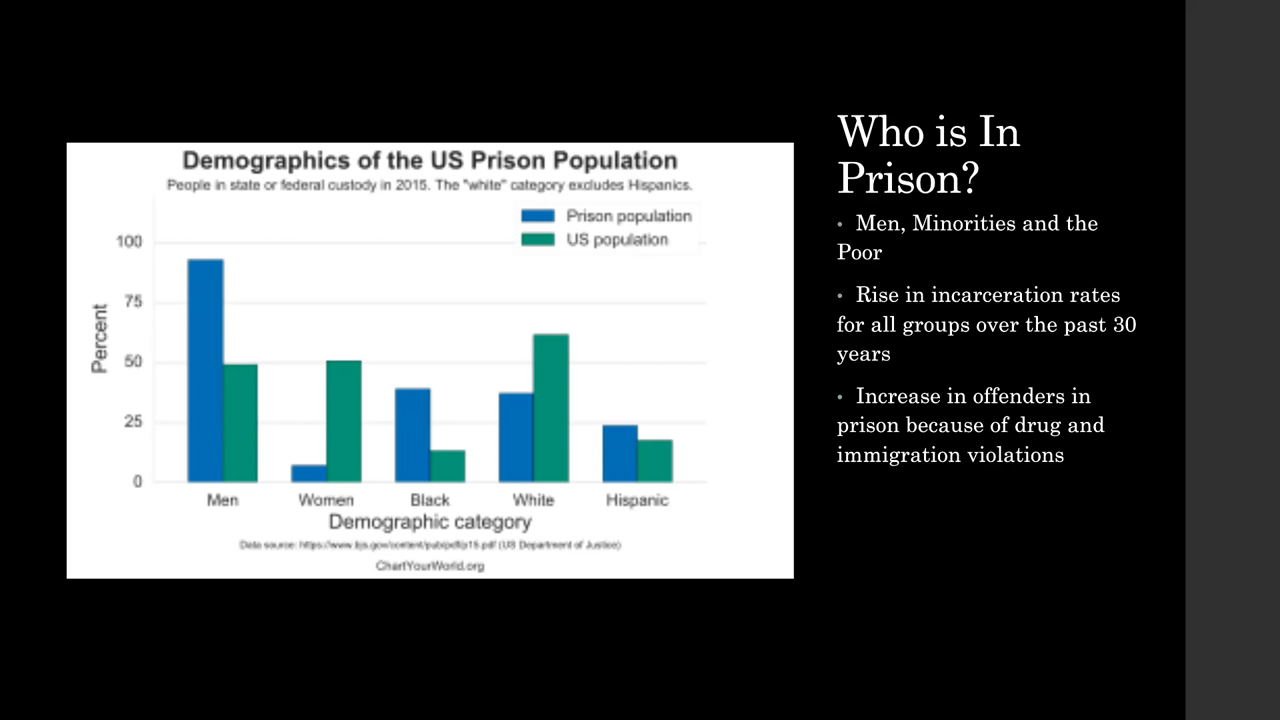 Demographics of the US Prison Population
People in state or federal custody in 2015. The "white" category excludes Hispanics.
Prison population
US population
Percent
100
75
50
25
0
Men
Women
Black
White
Hispanic
Demographic category
Data source: https://www.bjs.gov/content/pub/pdf/p15.pdf (US Department of Justice)
ChartYourWorld.org
Who is In
Prison?
• Men, Minorities and the
Poor
• Rise in incarceration rates
for all groups over the past 30
years
• Increase in offenders in
prison because of drug and
immigration violations